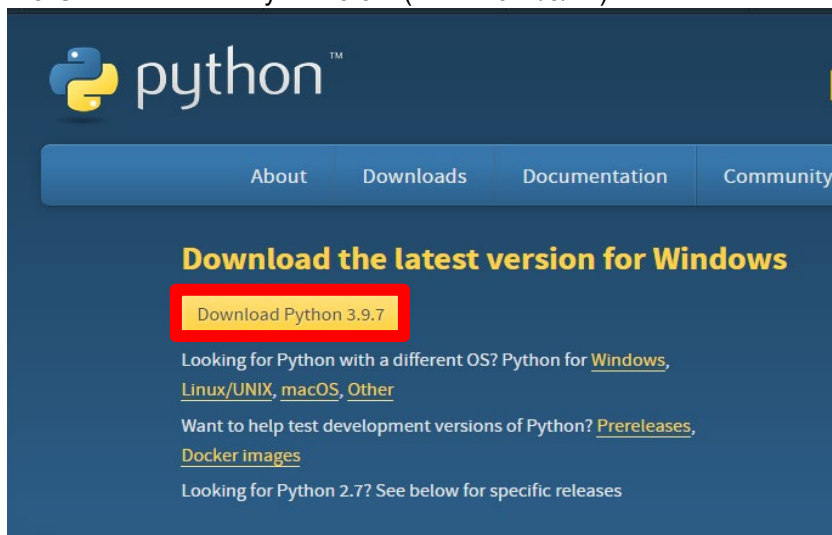 python™
About Downloads Documentation Community
Download the latest version for Windows
Download Python 3.9.7
Looking for Python with a different OS? Python for Windows,
Linux/UNIX, macOS, Other
Want to help test development versions of Python? Prereleases,
Docker images
Looking for Python 2.7? See below for specific releases